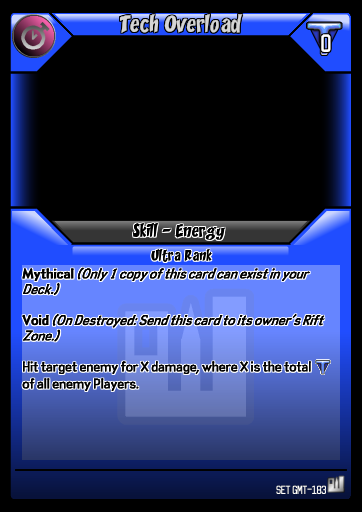 Tech Overload
0
Skill - Energy
Ultra Rank
Mythical (Only 1 copy of this card can exist in your
Deck.)
Void (On Destroyed: Send this card to its owner's Rift
Zone.)
Hit target enemy for X damage, where X is the total
of all enemy Players.
SET GMT-183